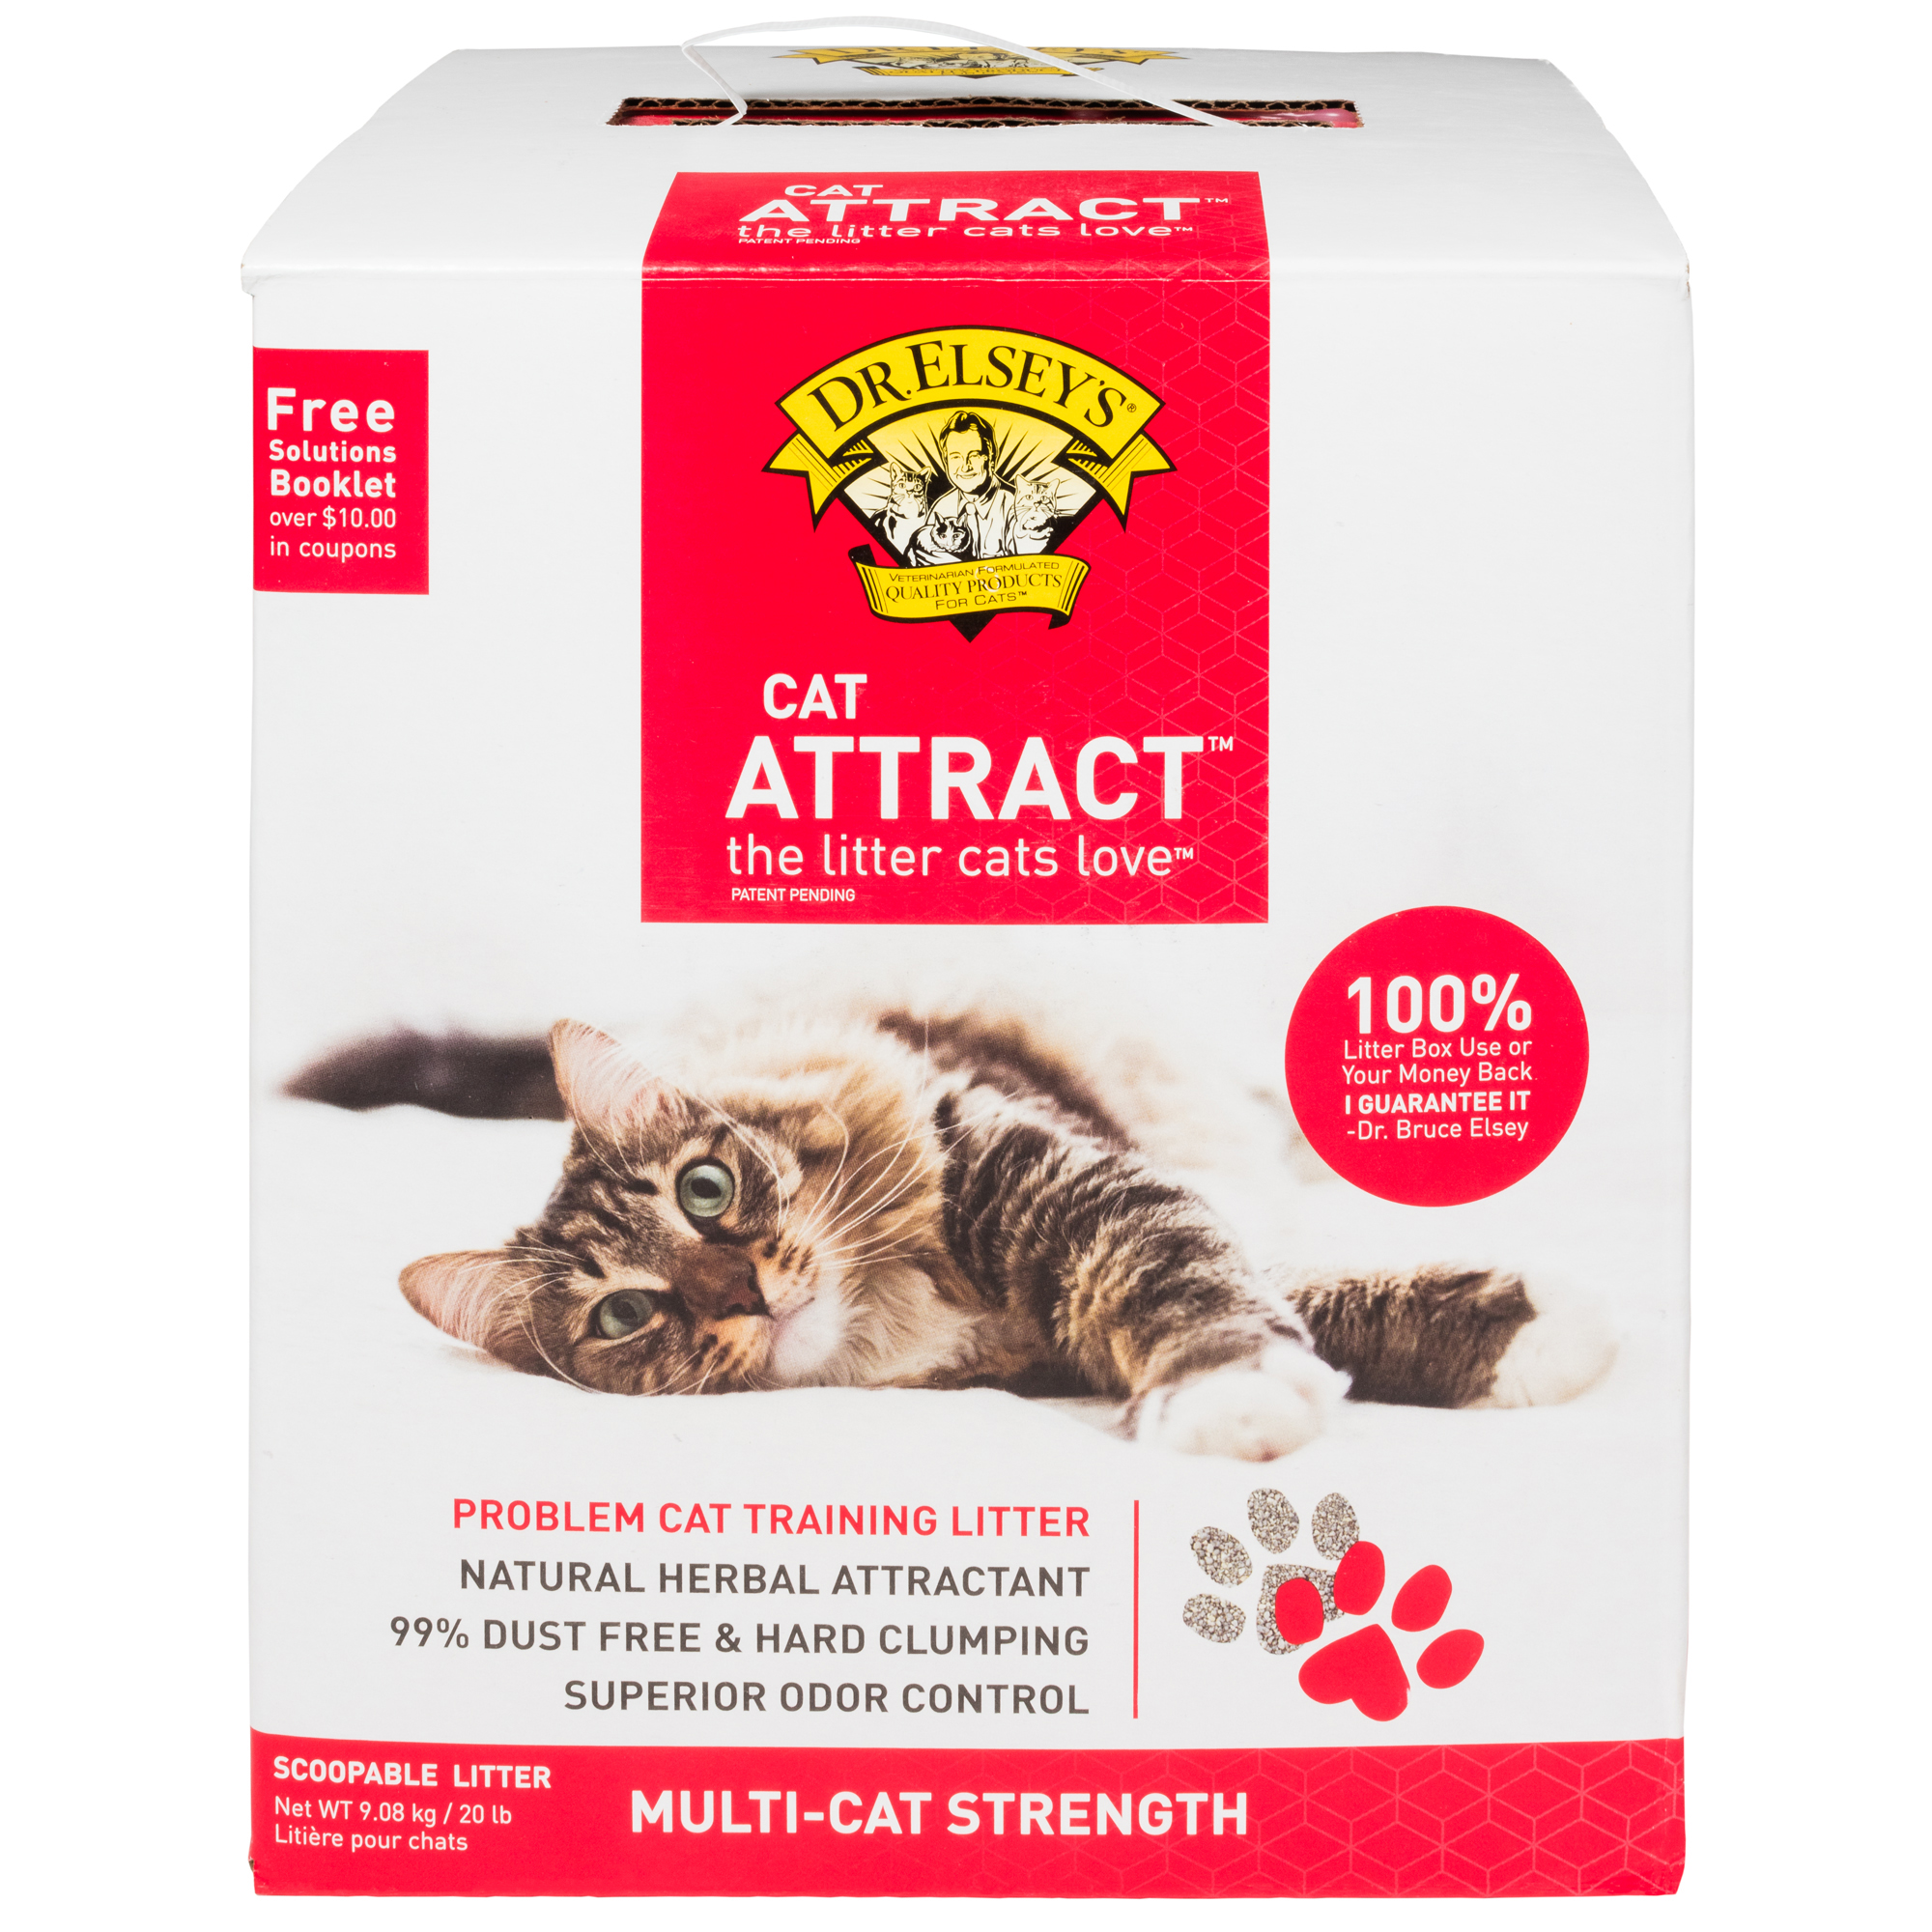 CAT
ATTRACT™
the litter cats love™
PATENT PENDING
Free
Solutions
Booklet
over $10.00
in coupons
DR. ELSEY'S®
VETERINARIAN FORMULATED
QUALITY PRODUCTS
FOR CATS™
CAT
ATTRACT™
the litter cats love™
PATENT PENDING
100%
Litter Box Use or
Your Money Back
I GUARANTEE IT
-Dr. Bruce Elsey
PROBLEM CAT TRAINING LITTER
NATURAL HERBAL ATTRACTANT
99% DUST FREE & HARD CLUMPING
SUPERIOR ODOR CONTROL
SCOOPABLE LITTER
Net WT 9.08 kg / 20 lb
Litière pour chats
MULTI-CAT STRENGTH